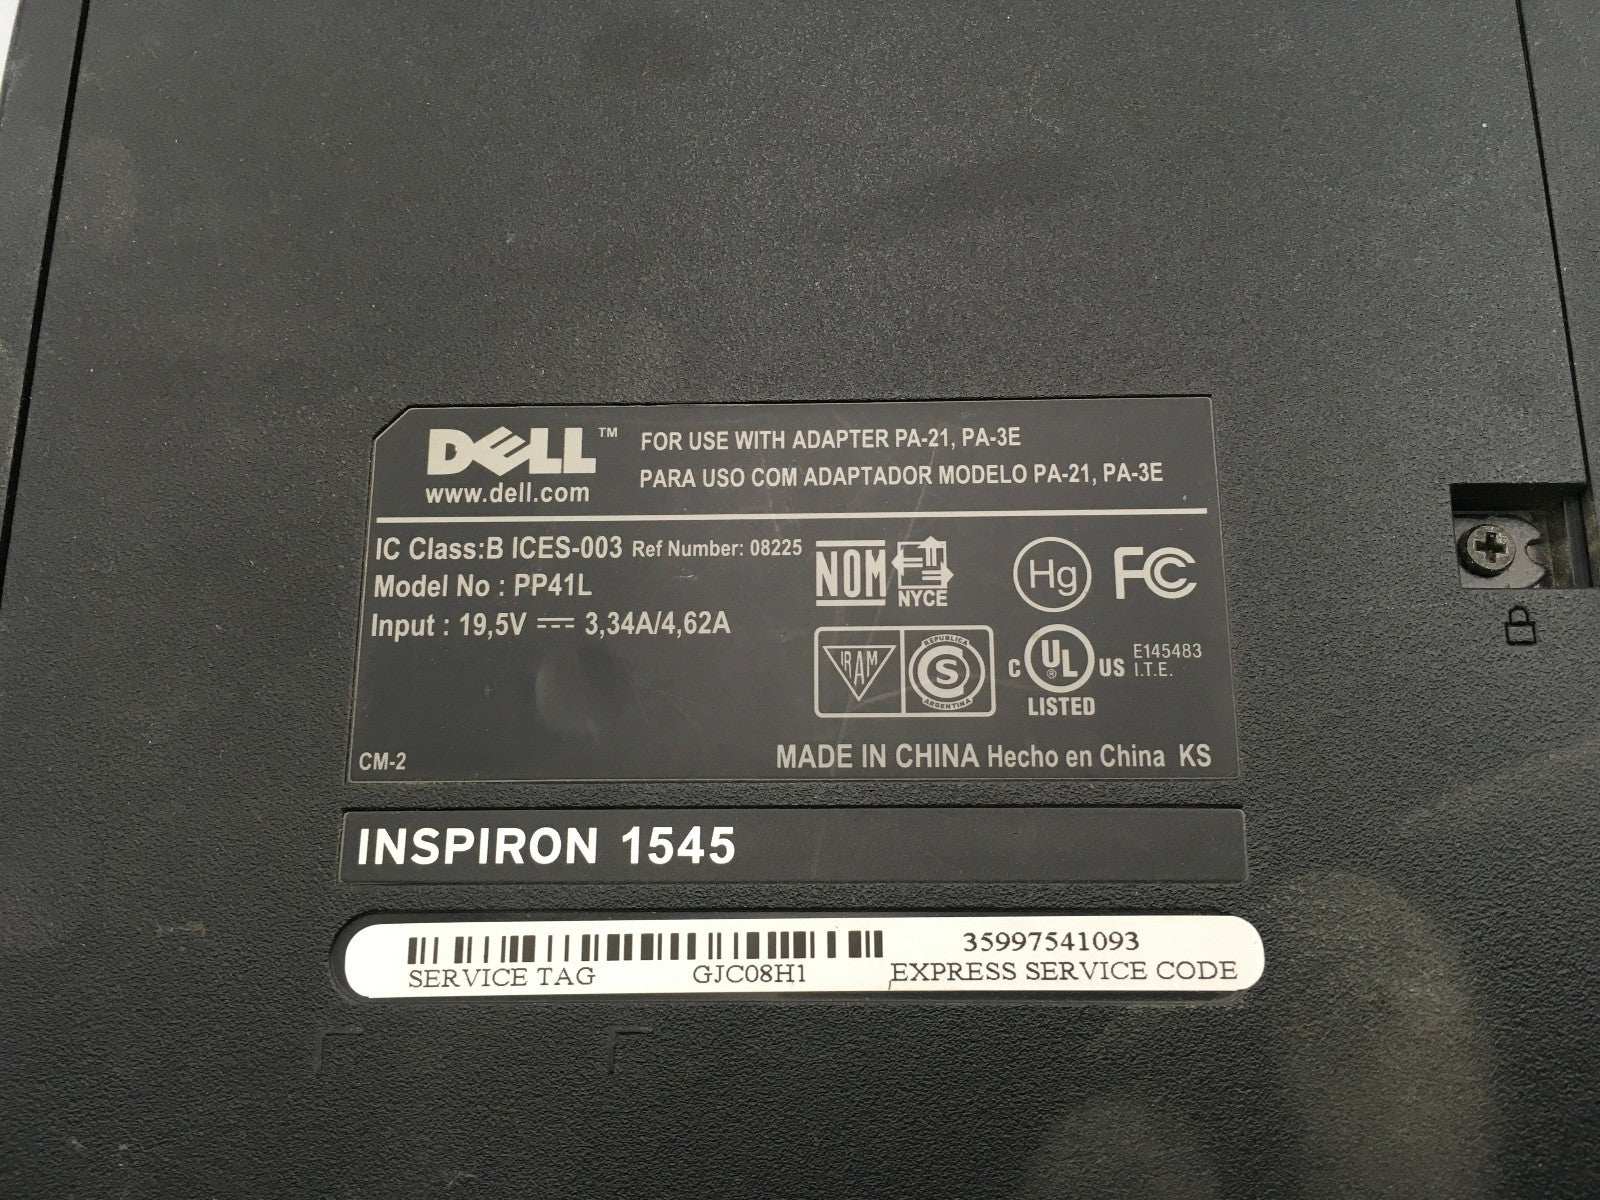 DELL™
www.dell.com
FOR USE WITH ADAPTER PA-21, PA-3E
PARA USO COM ADAPTADOR MODELO PA-21, PA-3E
IC Class:B ICES-003 Ref Number: 08225
Model No : PP41L
Input : 19,5V ⎓ 3,34A/4,62A
NOM
NYCE
Hg
FC
IRAM
REPUBLICA
S
ARGENTINA
C UL® US
LISTED
E145483
I.T.E.
CM-2
MADE IN CHINA Hecho en China KS
INSPIRON 1545
35997541093
SERVICE TAG GJC08H1 EXPRESS SERVICE CODE